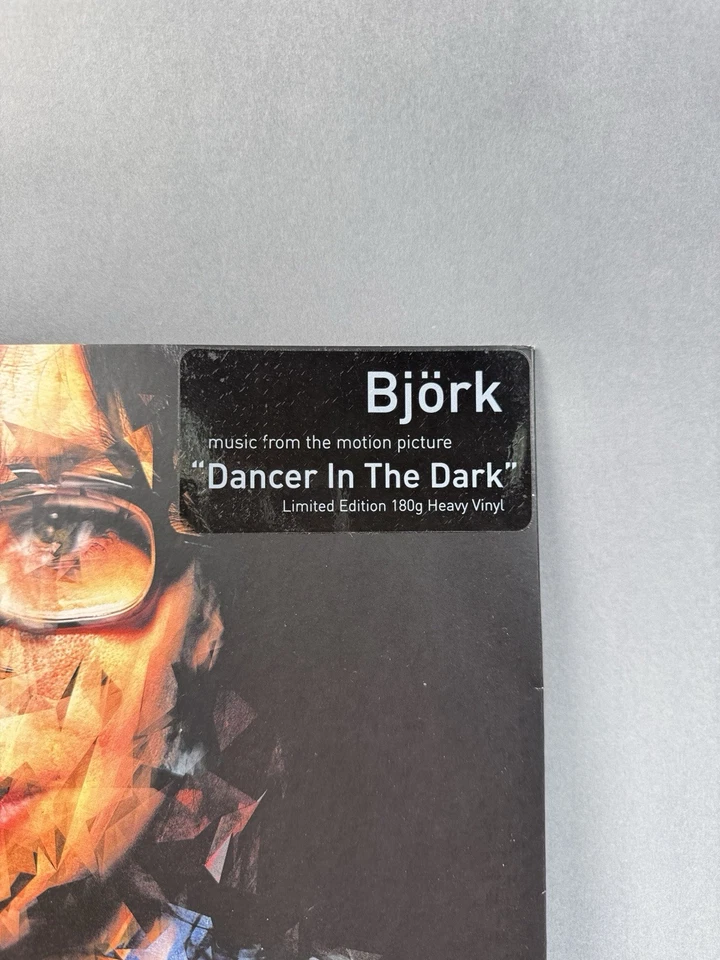 Björk
music from the motion picture
“Dancer In The Dark”
Limited Edition 180g Heavy Vinyl